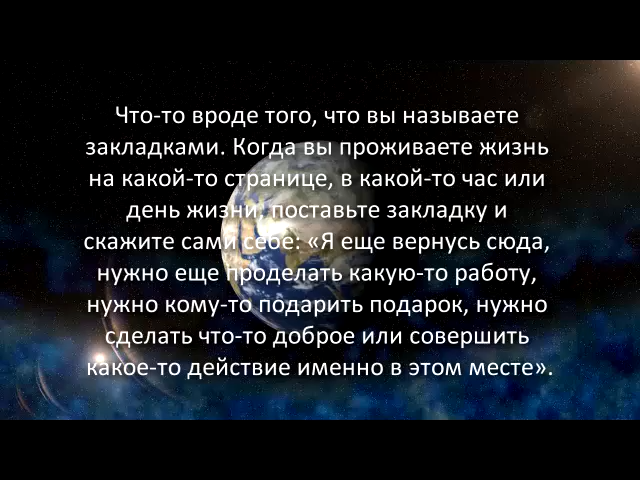 Что-то вроде того, что вы называете
закладками. Когда вы проживаете жизнь
на какой-то странице, в какой-то час или
день жизни, поставьте закладку и
скажите сами себе: «Я еще вернусь сюда,
нужно еще проделать какую-то работу,
нужно кому-то подарить подарок, нужно
сделать что-то доброе или совершить
какое-то действие именно в этом месте».